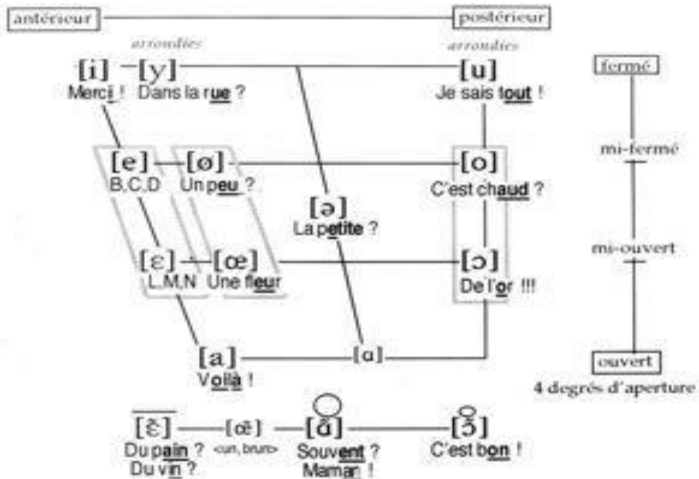 antérieur postérieur
arrondies arrondies
[i] [y] [u] fermé
Merci ! Dans la rue ? Je sais tout !
mi-fermé
[e] [ø] [o]
B,C,D Un peu ? C'est chaud ?
[ə]
La petite ?
mi-ouvert
[ɛ] [œ] [ɔ]
L,M,N Une fleur De l'or !!!
[a] [ɑ] ouvert
Voilà ! 4 degrés d'aperture
[ɛ̃] [œ̃] [ɑ̃] [ɔ̃]
Du pain ? <un, brun> Souvent ? C'est bon !
Du vin ? Maman !